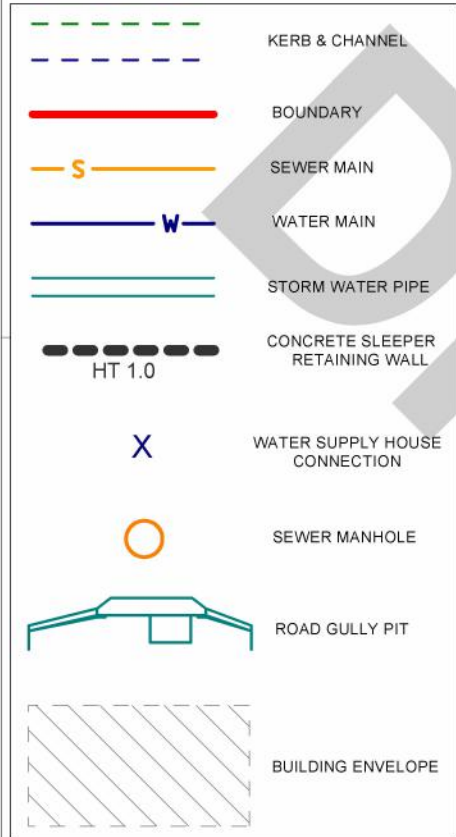 KERB & CHANNEL
BOUNDARY
S
SEWER MAIN
W
WATER MAIN
STORM WATER PIPE
HT 1.0
CONCRETE SLEEPER
RETAINING WALL
X
WATER SUPPLY HOUSE
CONNECTION
SEWER MANHOLE
ROAD GULLY PIT
BUILDING ENVELOPE